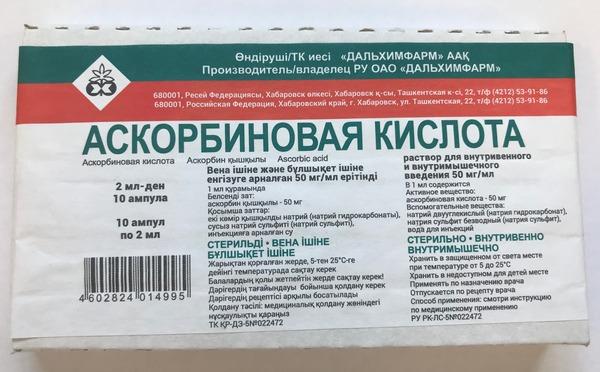 Өндіруші/ТК иесі «ДАЛЬХИМФАРМ» ААҚ
Производитель/владелец РУ ОАО «ДАЛЬХИМФАРМ»
680001, Ресей Федерациясы, Хабаровск өлкесі, Хабаровск қ-сы, Ташкентская к-сі, 22, т/ф (4212) 53-91-86
680001, Российская Федерация, Хабаровский край, г. Хабаровск, ул. Ташкентская, 22, т/ф (4212) 53-91-86
АСКОРБИНОВАЯ КИСЛОТА
Аскорбиновая кислота Аскорбин қышқылы Ascorbic acid
2 мл-ден
10 ампула
10 ампул
по 2 мл
4 602824 014995
Вена ішіне және бұлшықет ішіне
енгізуге арналған 50 мг/мл ерітінді
1 мл құрамында
Белсенді зат:
аскорбин қышқылы - 50 мг
Қосымша заттар:
екі көмір қышқылды натрий (натрий гидрокарбонаты),
сусыз натрий сульфиті (натрий сульфиті),
инъекцияға арналған су
СТЕРИЛЬДІ • ВЕНА ІШІНЕ
БҰЛШЫҚЕТ ІШІНЕ
Жарықтан қорғалған жерде, 5-тен 25°С-ге
дейінгі температурада сақтау керек
Балалардың қолы жетпейтін жерде сақтау керек!
Дәрігердің тағайындауы бойынша қолдану керек
Дәрігердің рецептісі арқылы босатылады
Қолдану тәсілі: медициналық қолдану жөніндегі
нұсқаулықты қараңыз
ТК ҚР-ДЗ-5№022472
раствор для внутривенного
и внутримышечного
введения 50 мг/мл
В 1 мл содержится
Активное вещество:
аскорбиновая кислота - 50 мг
Вспомогательные вещества:
натрий двууглекислый (натрия гидрокарбонат),
натрия сульфит безводный (натрия сульфит),
вода для инъекций
СТЕРИЛЬНО • ВНУТРИВЕННО
ВНУТРИМЫШЕЧНО
Хранить в защищенном от света месте
при температуре от 5 до 25°С
Хранить в недоступном для детей месте
Применять по назначению врача
Отпускается по рецепту врача
Способ применения: смотри инструкцию
по медицинскому применению
РУ РК-ЛС-5№022472